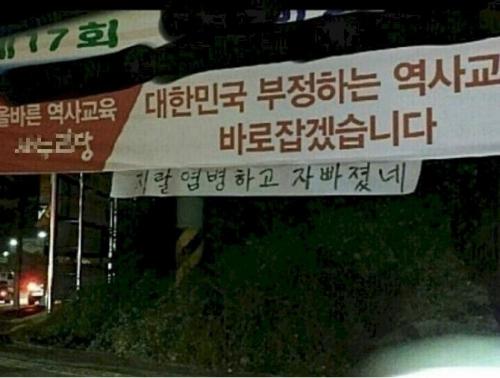 제17회
올바른 역사교육
새누리당
대한민국 부정하는 역사교
바로잡겠습니다
지랄 염병하고 자빠졌네